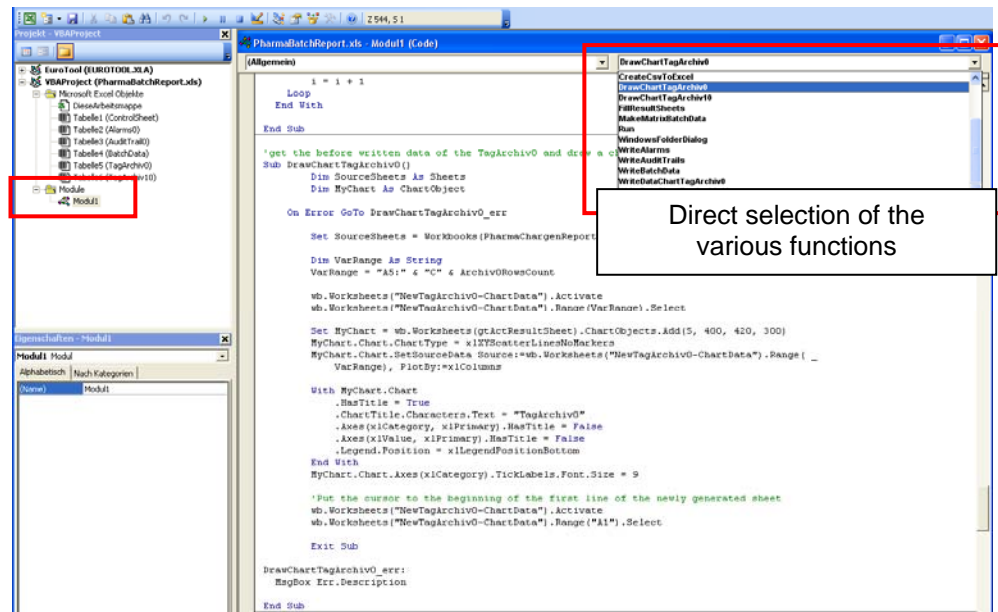 Z 544, S 1
Projekt - VBAProject
EuroTool (EUROTOOL.XLA)
VBAProject (PharmaBatchReport.xls)
Microsoft Excel Objekte
DieseArbeitsmappe
Tabelle1 (ControlSheet)
Tabelle2 (Alarms0)
Tabelle3 (AuditTrail0)
Tabelle4 (BatchData)
Tabelle5 (TagArchiv0)
Tabelle6 (TagArchiv10)
Module
Modul1
Eigenschaften - Modul1
Modul1 Modul
Alphabetisch Nach Kategorien
(Name) Modul1
PharmaBatchReport.xls - Modul1 (Code)
(Allgemein) DrawChartTagArchiv0
CreateCsvToExcel
DrawChartTagArchiv0
DrawChartTagArchiv10
FillResultSheets
MakeMatrixBatchData
Run
WindowsFolderDialog
WriteAlarms
WriteAuditTrails
WriteBatchData
WriteDataChartTagArchiv0
Direct selection of the
various functions
i = i + 1
Loop
End With
End Sub
'get the before written data of the TagArchiv0 and draw a
Sub DrawChartTagArchiv0()
Dim SourceSheets As Sheets
Dim MyChart As ChartObject
On Error GoTo DrawChartTagArchiv0_err
Set SourceSheets = Workbooks(PharmaChargenReport
Dim VarRange As String
VarRange = "A5:" & "C" & Archiv0RowsCount
wb.Worksheets("NewTagArchiv0-ChartData").Activate
wb.Worksheets("NewTagArchiv0-ChartData").Range(VarRange).Select
Set MyChart = wb.Worksheets(gtActResultSheet).ChartObjects.Add(5, 400, 420, 300)
MyChart.Chart.ChartType = xlXYScatterLinesNoMarkers
MyChart.Chart.SetSourceData Source:=wb.Worksheets("NewTagArchiv0-ChartData").Range( _
VarRange), PlotBy:=xlColumns
With MyChart.Chart
.HasTitle = True
.ChartTitle.Characters.Text = "TagArchiv0"
.Axes(xlCategory, xlPrimary).HasTitle = False
.Axes(xlValue, xlPrimary).HasTitle = False
.Legend.Position = xlLegendPositionBottom
End With
MyChart.Chart.Axes(xlCategory).TickLabels.Font.Size = 9
'Put the cursor to the beginning of the first line of the newly generated sheet
wb.Worksheets("NewTagArchiv0-ChartData").Activate
wb.Worksheets("NewTagArchiv0-ChartData").Range("A1").Select
Exit Sub
DrawChartTagArchiv0_err:
MsgBox Err.Description
End Sub